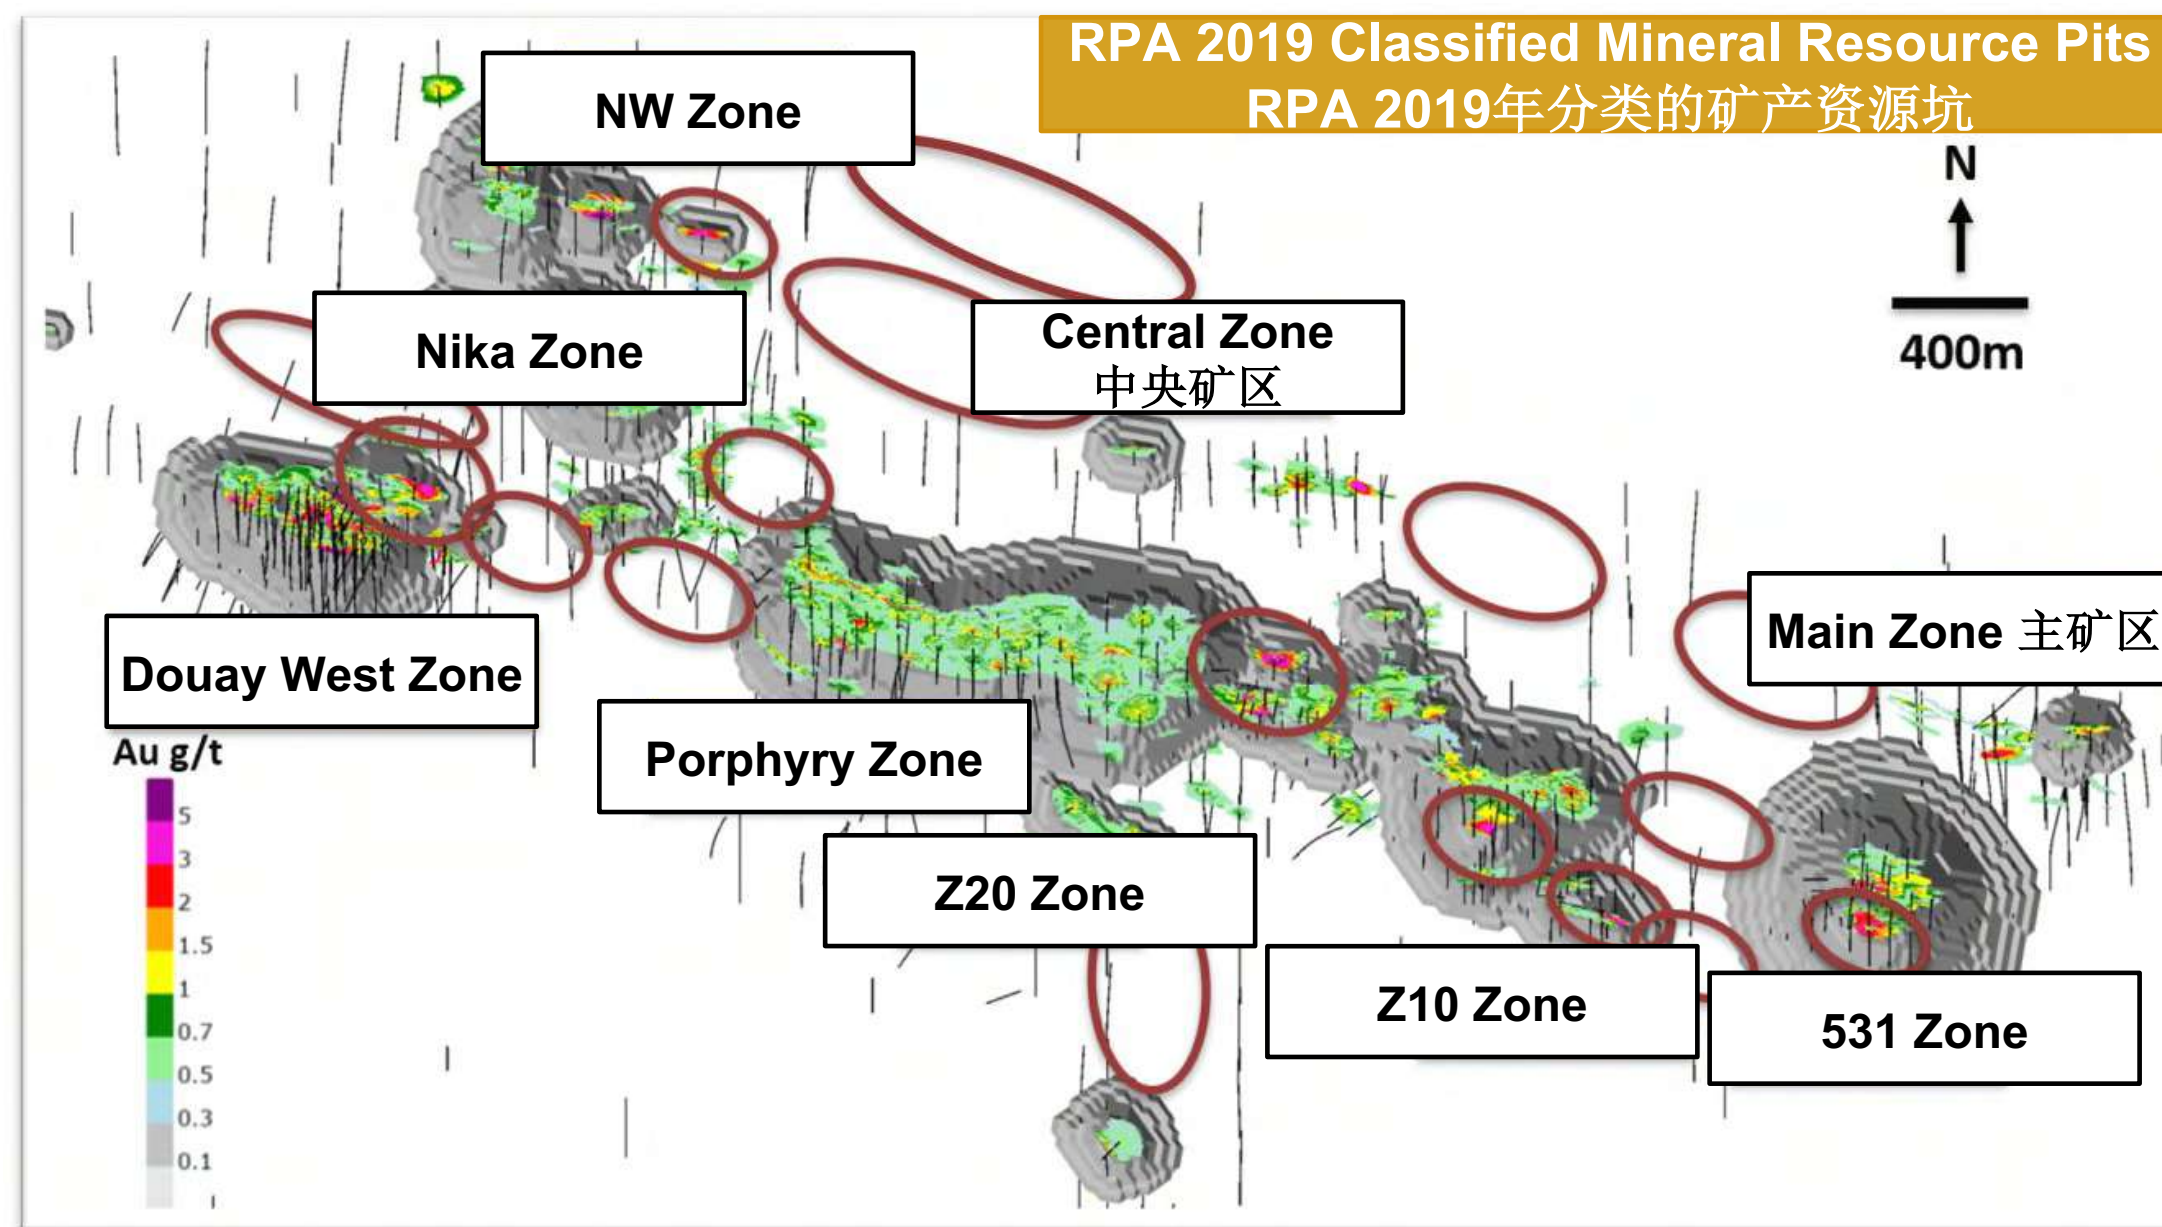 RPA 2019 Classified Mineral Resource Pits
RPA 2019年分类的矿产资源坑
NW Zone
N
400m
Central Zone
中央矿区
Nika Zone
Main Zone 主矿区
Douay West Zone
Porphyry Zone
Z20 Zone
Z10 Zone
531 Zone
Au g/t
5
3
2
1.5
1
0.7
0.5
0.3
0.1